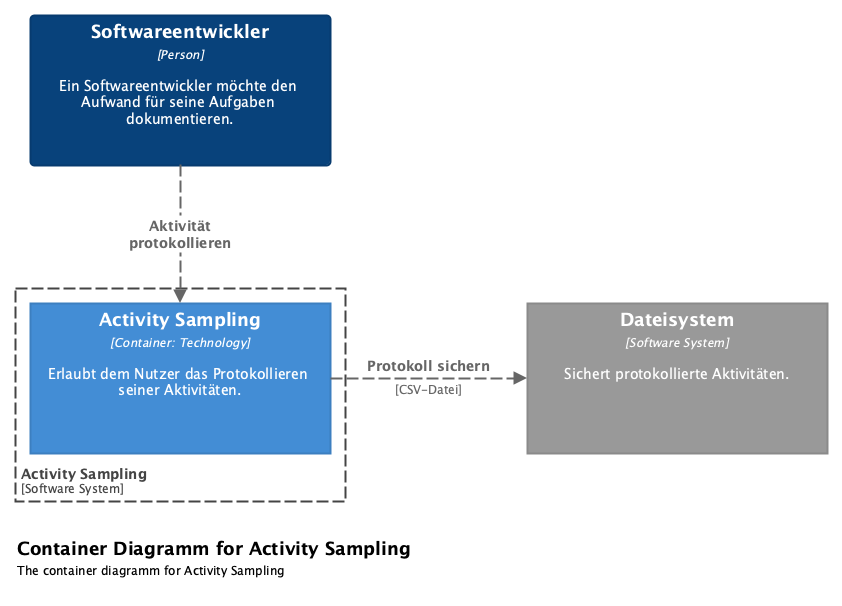 Softwareentwickler
[Person]
Ein Softwareentwickler möchte den
Aufwand für seine Aufgaben
dokumentieren.
Aktivität
protokollieren
Activity Sampling
[Container: Technology]
Erlaubt dem Nutzer das Protokollieren
seiner Aktivitäten.
Activity Sampling
[Software System]
Protokoll sichern
[CSV-Datei]
Dateisystem
[Software System]
Sichert protokollierte Aktivitäten.
Container Diagramm for Activity Sampling
The container diagramm for Activity Sampling